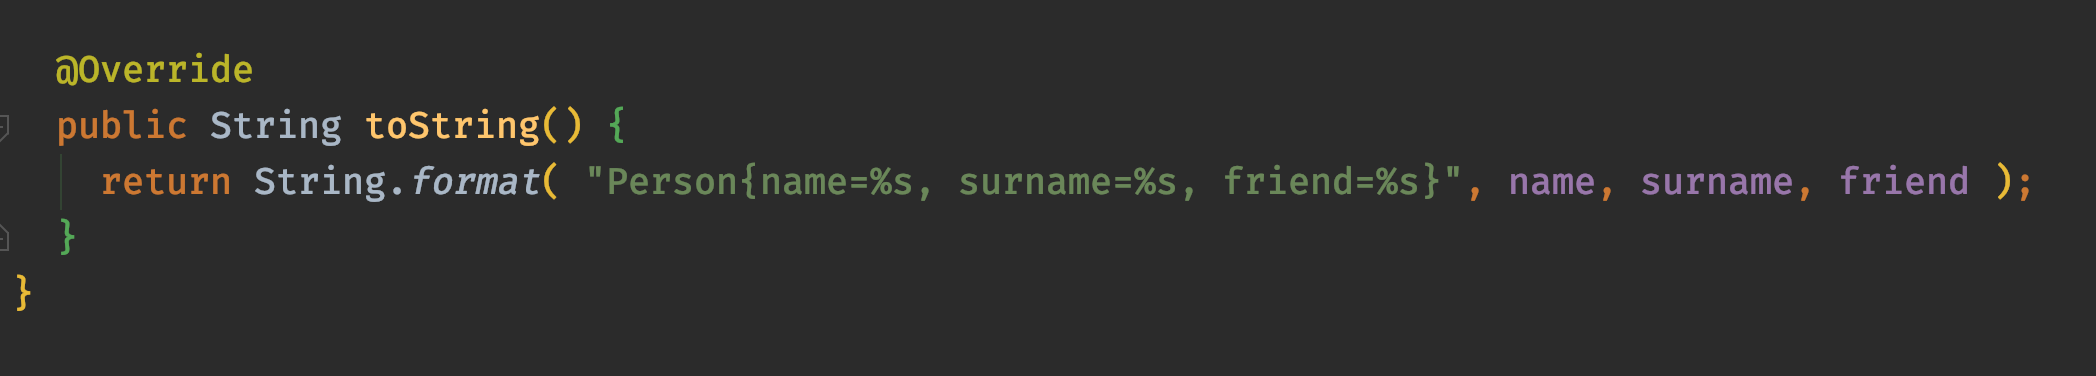 @Override
public String toString() {
return String.format( "Person{name=%s, surname=%s, friend=%s}", name, surname, friend );
}
}